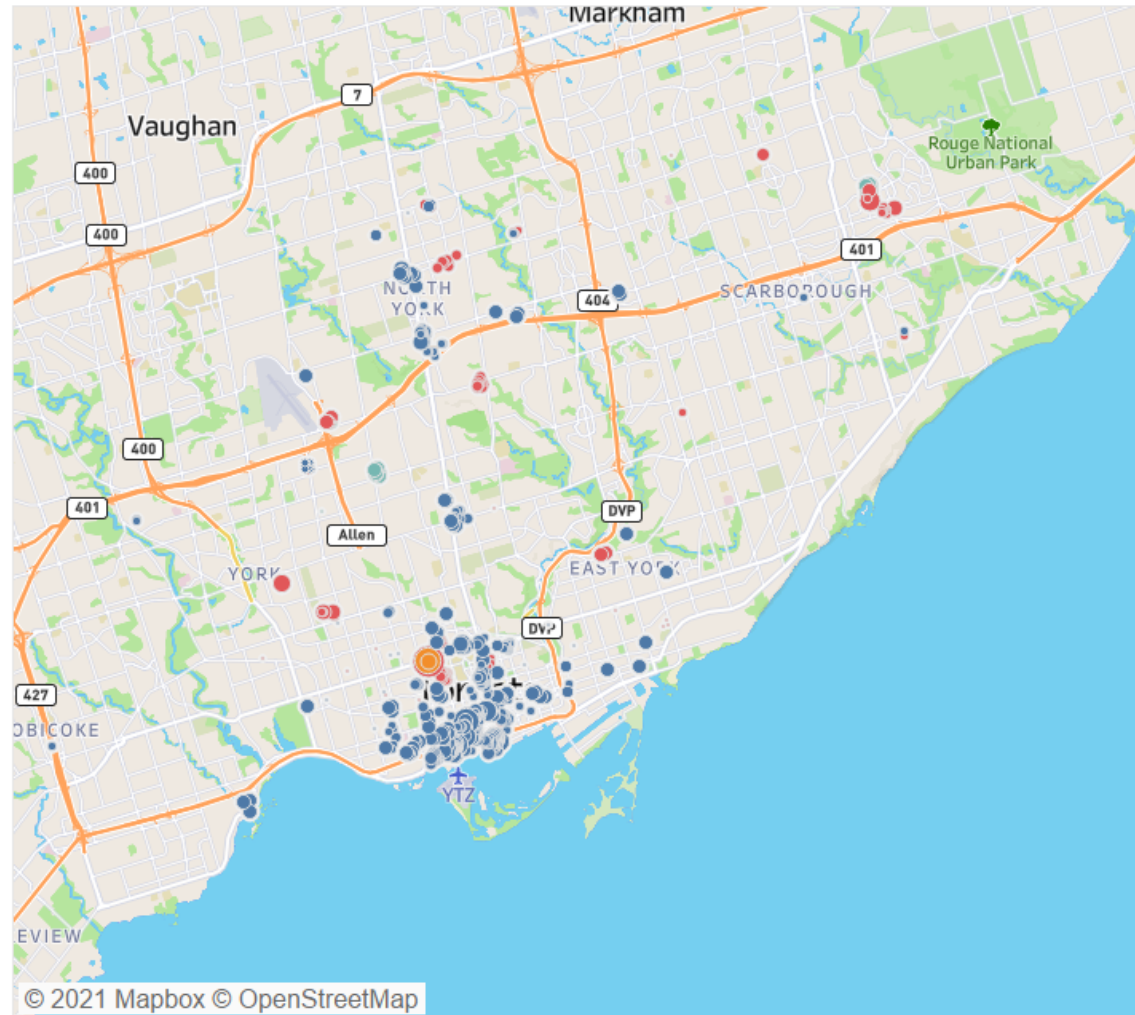 Markham
7
Vaughan
Rouge National
Urban Park
400
400
401
NORTH
YORK
404
SCARBOROUGH
400
401
DVP
Allen
EAST YORK
YORK
DVP
427
OBICOKE
YTZ
EVIEW
© 2021 Mapbox © OpenStreetMap